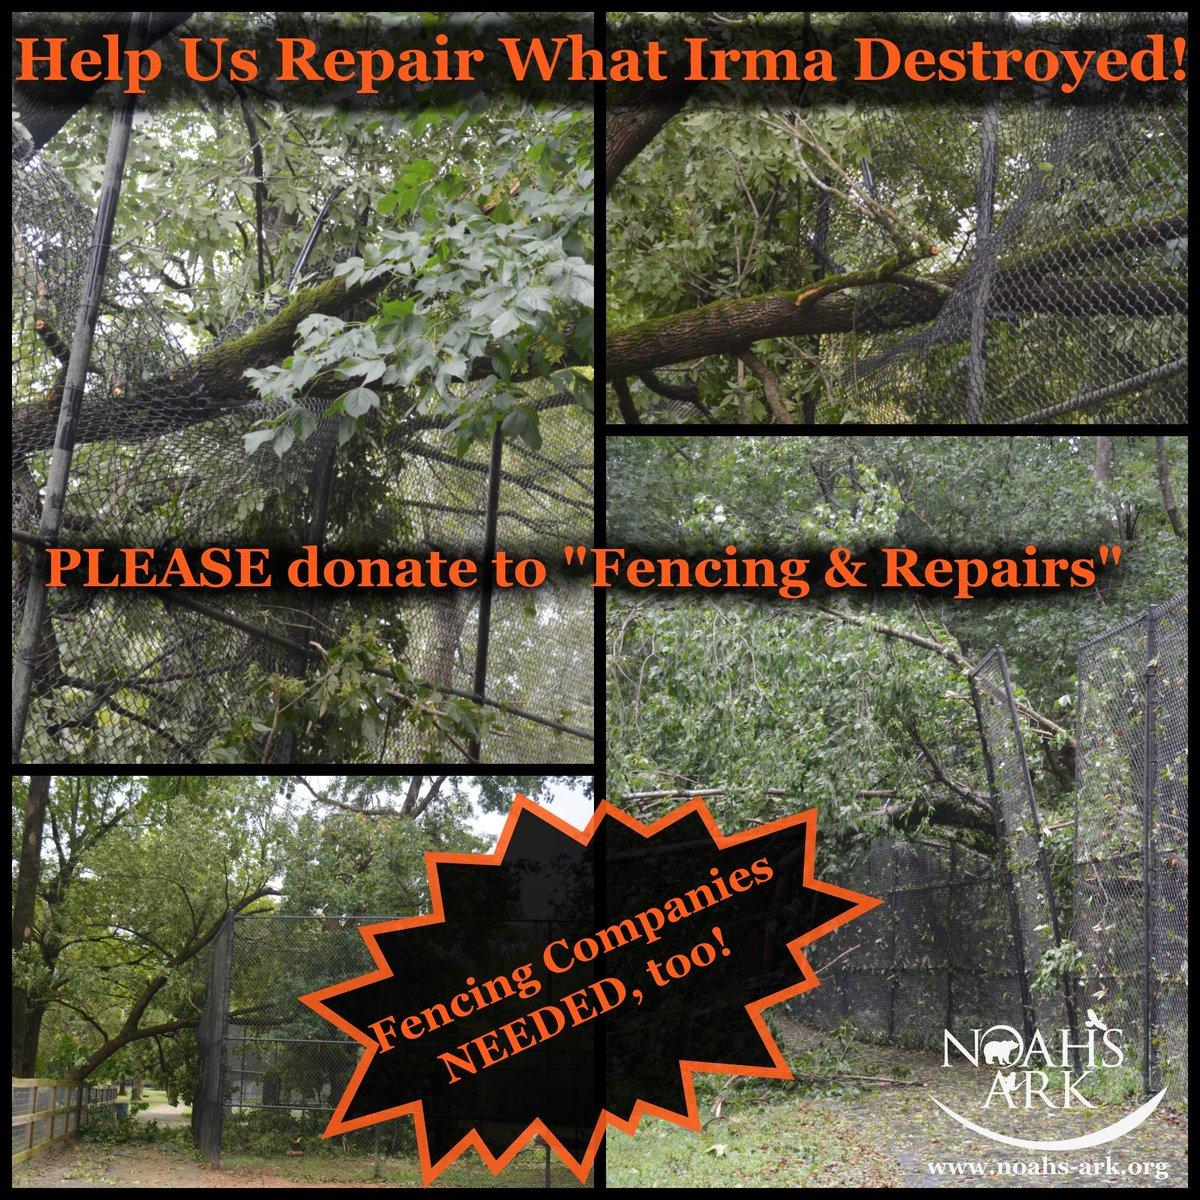 Help Us Repair What Irma Destroyed!
PLEASE donate to "Fencing & Repairs"
Fencing Companies
NEEDED, too!
NOAHS
ARK
www.noahs-ark.org